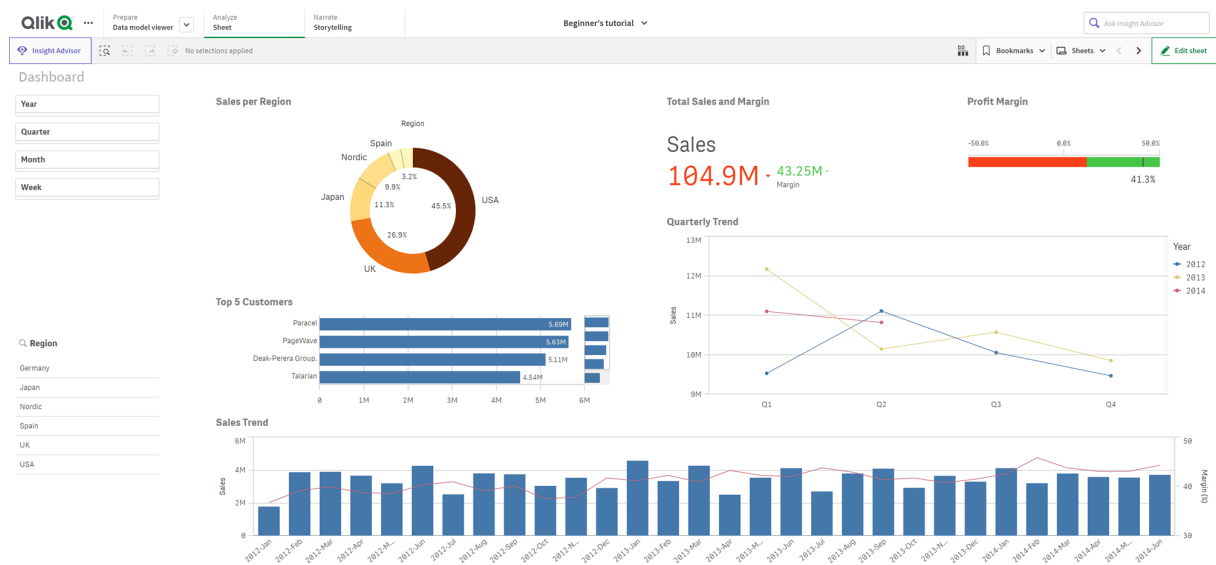 Qlik
Prepare
Data model viewer
Analyze
Sheet
Narrate
Storytelling
Beginner's tutorial
Ask Insight Advisor
Insight Advisor
No selections applied
Bookmarks
Sheets
Edit sheet
Dashboard
Year
Quarter
Month
Week
Region
Germany
Japan
Nordic
Spain
UK
USA
Sales per Region
Region
Spain
Nordic
Japan
UK
USA
3.2%
9.9%
11.3%
26.9%
45.5%
Total Sales and Margin
Sales
104.9M
43.25M
Margin
Profit Margin
-50.0%
0.0%
50.0%
41.3%
Top 5 Customers
Paracel
5.69M
PageWave
5.63M
Deak-Perera Group.
5.11M
Talarian
4.54M
0
1M
2M
3M
4M
5M
6M
Quarterly Trend
13M
12M
11M
10M
9M
Sales
Q1
Q2
Q3
Q4
Year
2012
2013
2014
Sales Trend
6M
4M
2M
0
Sales
50
40
30
Margin (%)
2012-Jan
2012-Feb
2012-Mar
2012-Apr
2012-M...
2012-Jun
2012-Jul
2012-Aug
2012-Sep
2012-Oct
2012-N...
2012-Dec
2013-Jan
2013-Feb
2013-Mar
2013-Apr
2013-M...
2013-Jun
2013-Jul
2013-Aug
2013-Sep
2013-Oct
2013-N...
2013-Dec
2014-Jan
2014-Feb
2014-Mar
2014-Apr
2014-M...
2014-Jun